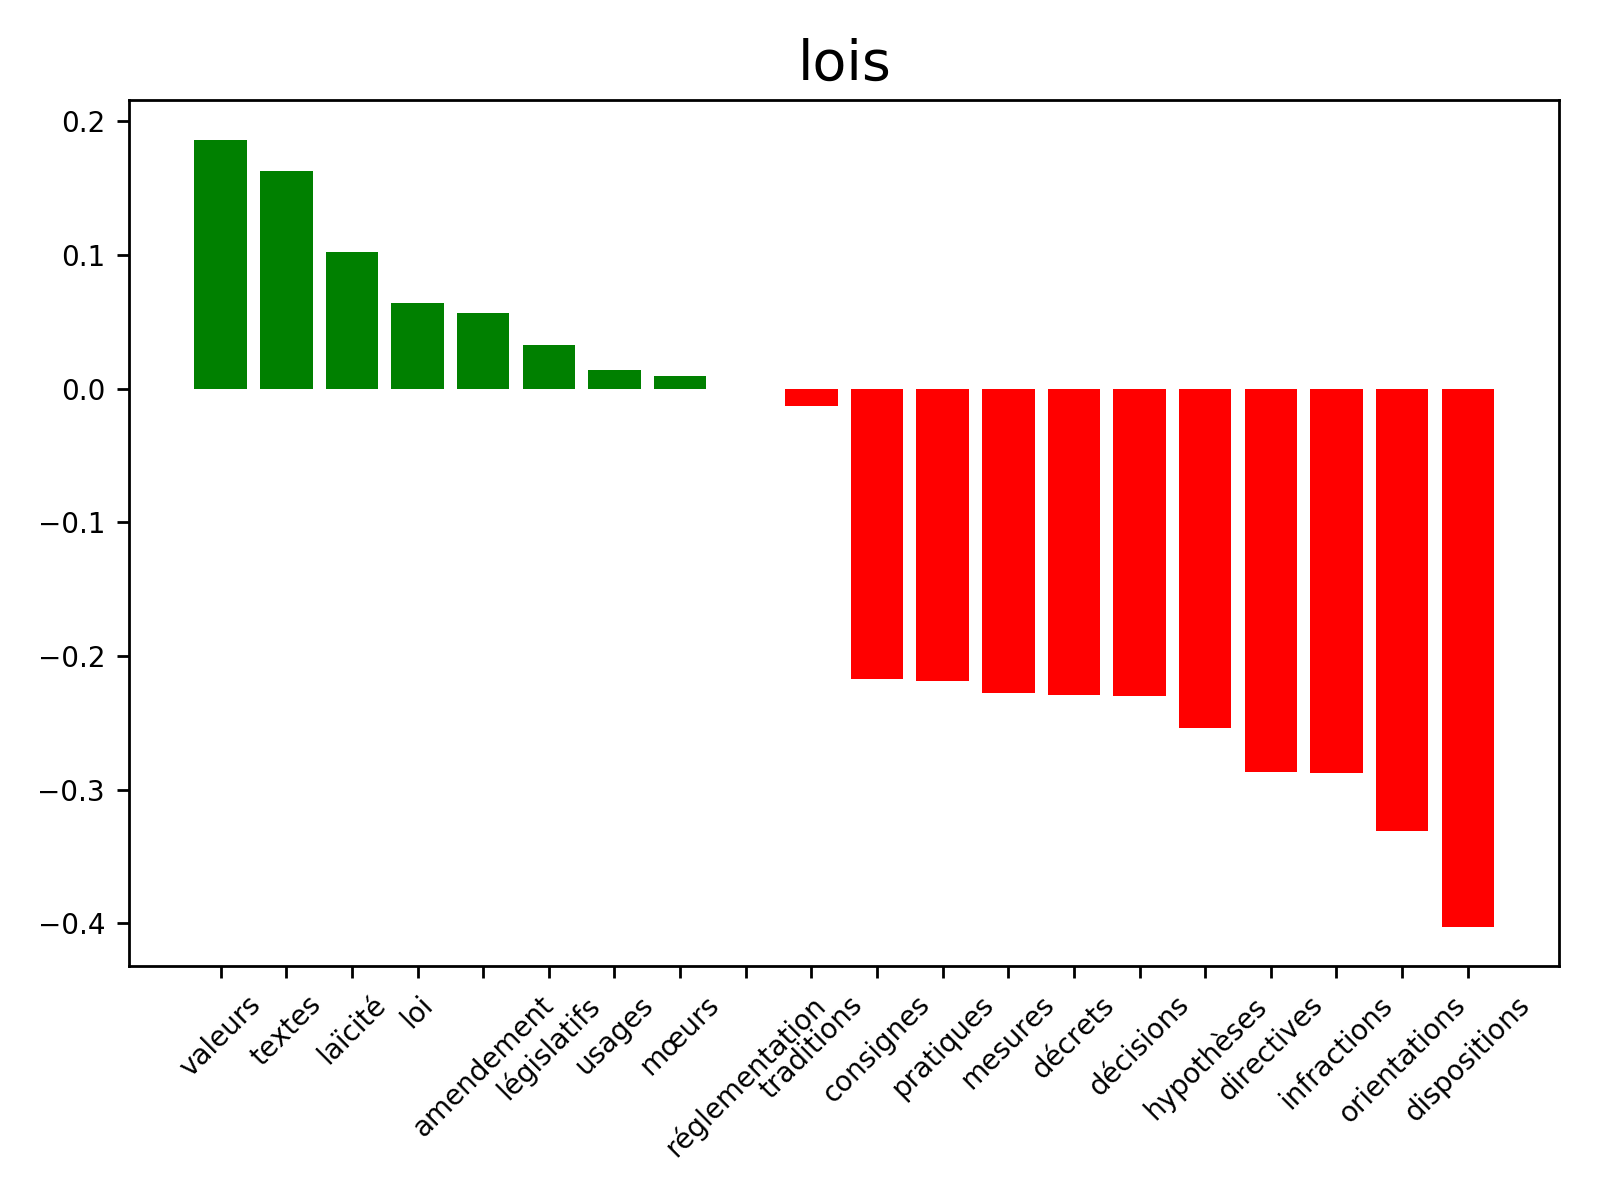 lois
0.2
0.1
0.0
−0.1
−0.2
−0.3
−0.4
valeurs
textes
laïcité
loi
amendement
législatifs
usages
mœurs
réglementation
traditions
consignes
pratiques
mesures
décrets
décisions
hypothèses
directives
infractions
orientations
dispositions